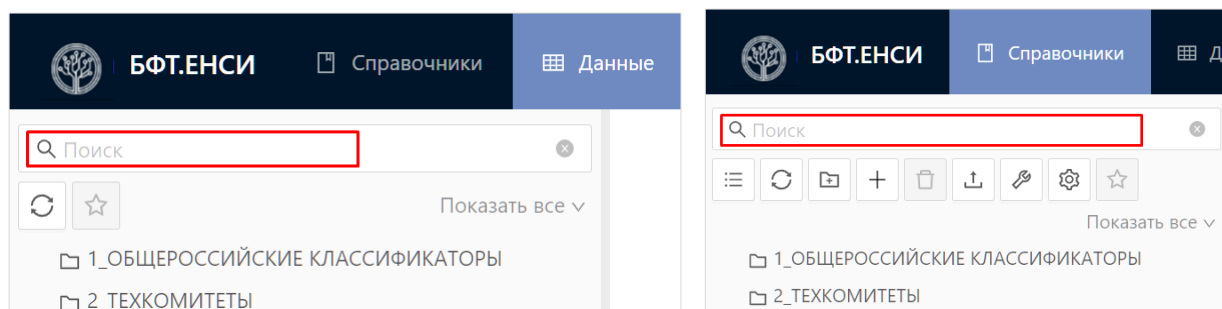 БФТ.ЕНСИ Справочники Данные
Поиск
Показать все
1_ОБЩЕРОССИЙСКИЕ КЛАССИФИКАТОРЫ
2_ТЕХКОМИТЕТЫ
БФТ.ЕНСИ Справочники Д
Поиск
Показать все
1_ОБЩЕРОССИЙСКИЕ КЛАССИФИКАТОРЫ
2_ТЕХКОМИТЕТЫ